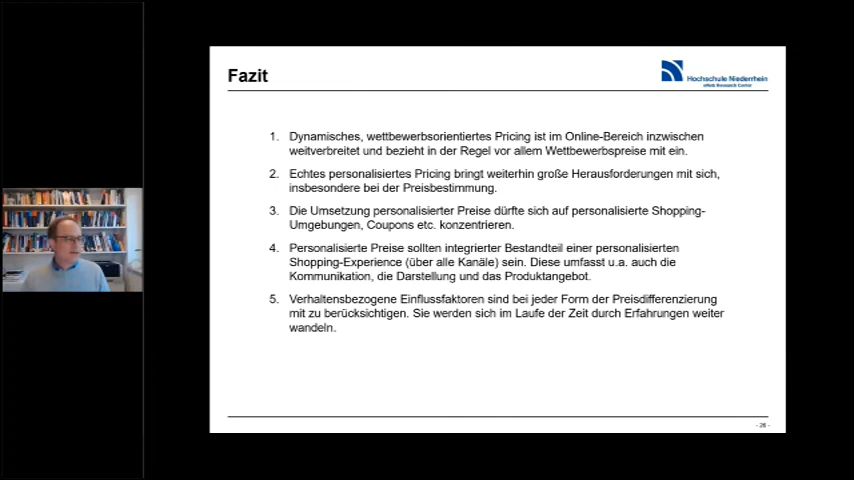 Fazit
Hochschule Niederrhein
eWeb Research Center
1. Dynamisches, wettbewerbsorientiertes Pricing ist im Online-Bereich inzwischen
weitverbreitet und bezieht in der Regel vor allem Wettbewerbspreise mit ein.
2. Echtes personalisiertes Pricing bringt weiterhin große Herausforderungen mit sich,
insbesondere bei der Preisbestimmung.
3. Die Umsetzung personalisierter Preise dürfte sich auf personalisierte Shopping-
Umgebungen, Coupons etc. konzentrieren.
4. Personalisierte Preise sollten integrierter Bestandteil einer personalisierten
Shopping-Experience (über alle Kanäle) sein. Diese umfasst u.a. auch die
Kommunikation, die Darstellung und das Produktangebot.
5. Verhaltensbezogene Einflussfaktoren sind bei jeder Form der Preisdifferenzierung
mit zu berücksichtigen. Sie werden sich im Laufe der Zeit durch Erfahrungen weiter
wandeln.
- 26 -